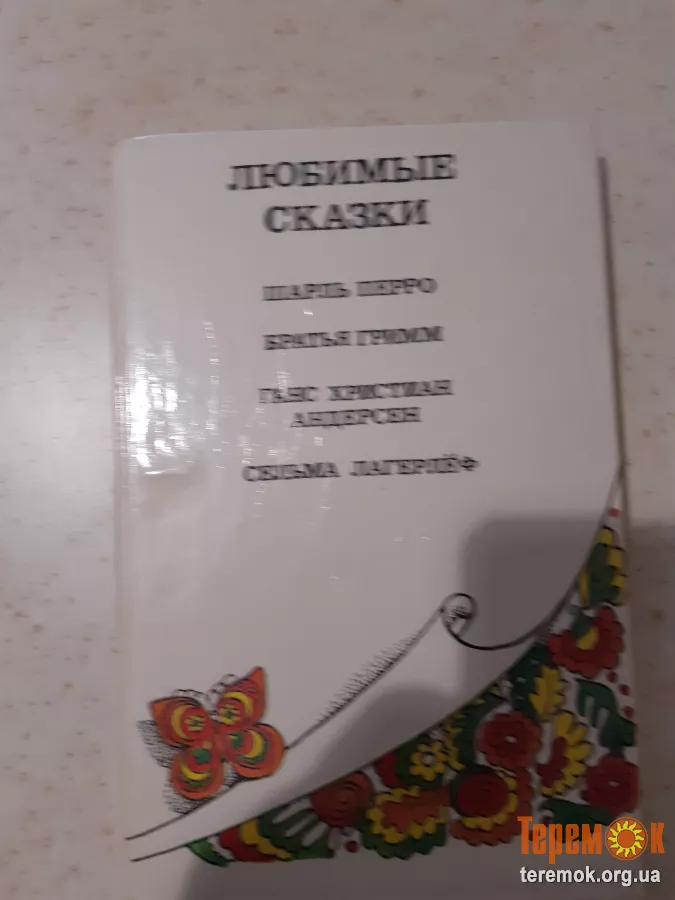 ЛЮБИМЫЕ
СКАЗКИ
ШАРЛЬ ПЕРРО
БРАТЬЯ ГРИММ
ГАНС ХРИСТИАН
АНДЕРСЕН
СЕЛЬМА ЛАГЕРЛЁФ
ТеремОк
teremok.org.ua